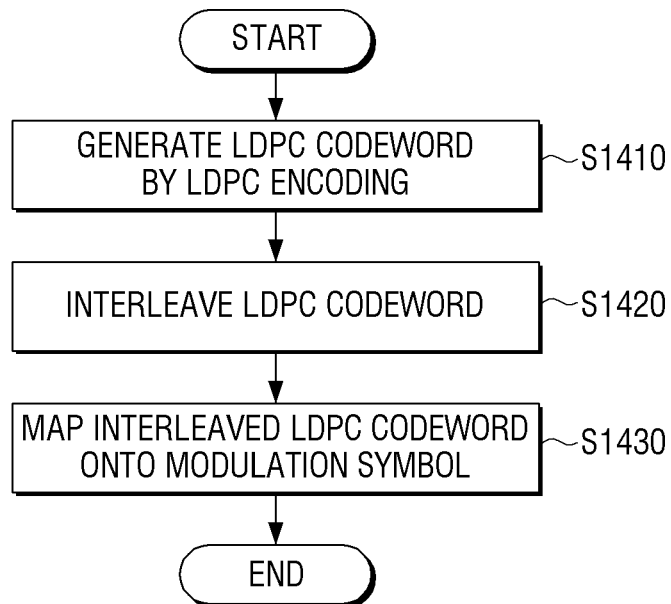 START
GENERATE LDPC CODEWORD
BY LDPC ENCODING
S1410
INTERLEAVE LDPC CODEWORD
S1420
MAP INTERLEAVED LDPC CODEWORD
ONTO MODULATION SYMBOL
S1430
END